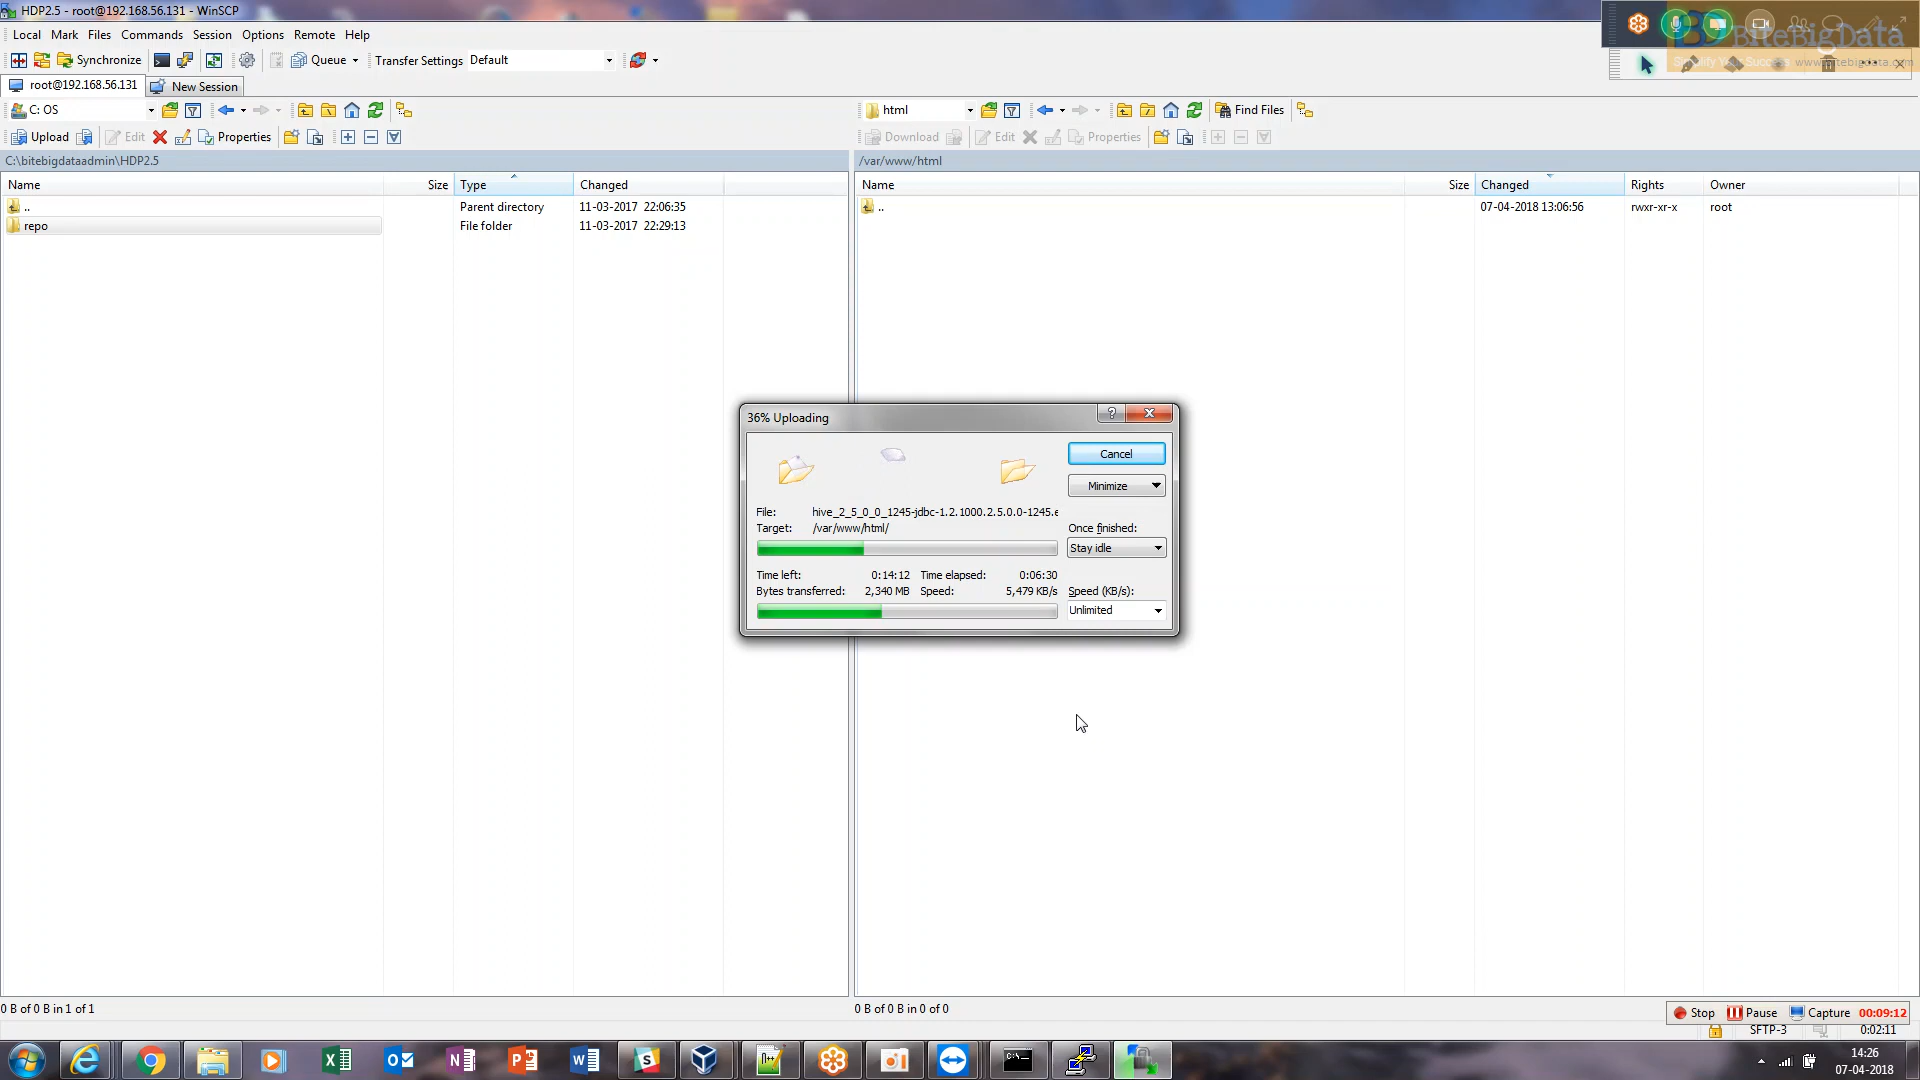 HDP2.5 - root@192.168.56.131 - WinSCP
Local Mark Files Commands Session Options Remote Help
BiteBigData
Synchronize Queue Transfer Settings Default
www.bitebigdata.com
root@192.168.56.131 New Session
C: OS
html Find Files
Upload Edit Properties
Download Edit Properties
C:\bitebigdataadmin\HDP2.5
/var/www/html
Name Size Type Changed
Name Size Changed Rights Owner
.. Parent directory 11-03-2017 22:06:35
.. 07-04-2018 13:06:56 rwxr-xr-x root
repo File folder 11-03-2017 22:29:13
36% Uploading
Cancel
Minimize
File: hive_2_5_0_0_1245-jdbc-1.2.1000.2.5.0.0-1245.e
Target: /var/www/html/
Once finished:
Stay idle
Time left: 0:14:12 Time elapsed: 0:06:30
Bytes transferred: 2,340 MB Speed: 5,479 KB/s
Speed (KB/s):
Unlimited
0 B of 0 B in 1 of 1
0 B of 0 B in 0 of 0
Stop Pause Capture 00:09:12
SFTP-3 0:02:11
14:26
07-04-2018